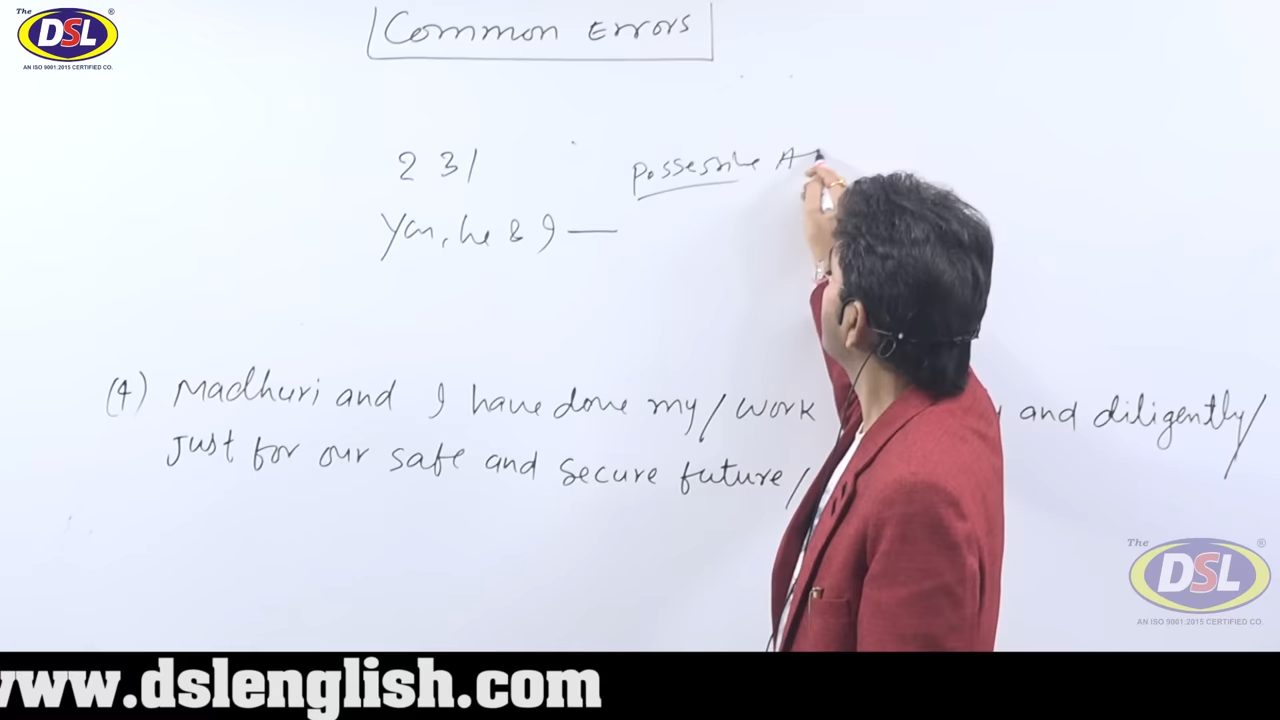 The DSL ®
AN ISO 9001:2015 CERTIFIED CO.
Common Errors
2 3 1
Possessive A
You, he & I —
(4) Madhuri and I have done my / work and diligently /
Just for our safe and secure future /
The DSL ®
AN ISO 9001:2015 CERTIFIED CO.
www.dslenglish.com